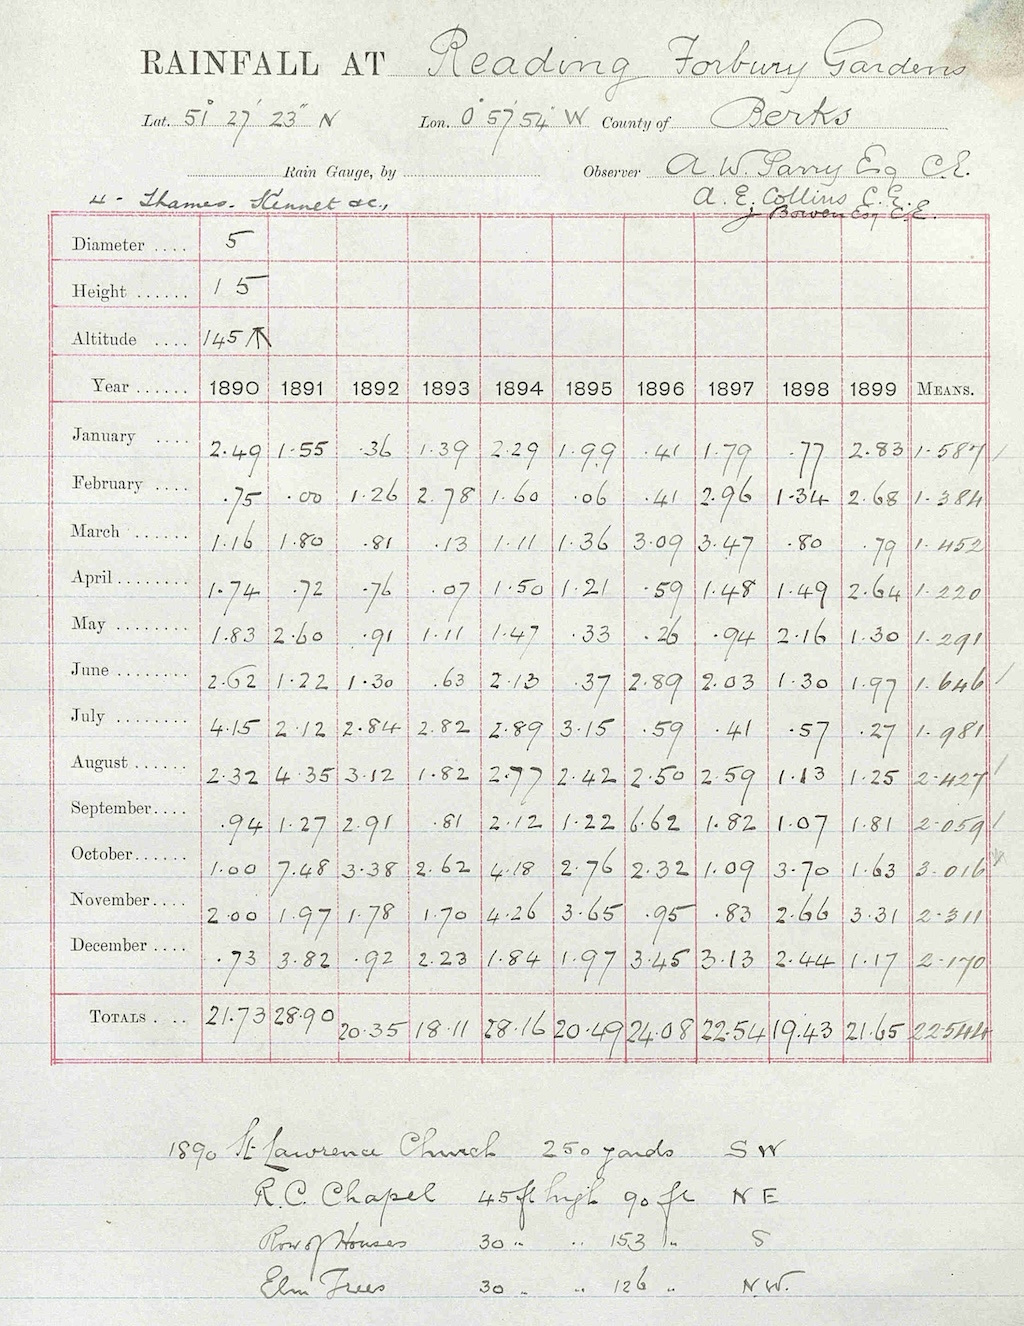 RAINFALL AT Reading Forbury Gardens
Lat. 51° 27' 23" N Lon. 0° 57' 54" W County of Berks
Rain Gauge, by Observer A W. Parry Esq C.E.
4 - Thames. Kennet &c., A. E. Collins C.E.
J Bowen Esq C.E.
Diameter .... 5
Height ...... 1 5
Altitude .... 145
Year ...... 1890 1891 1892 1893 1894 1895 1896 1897 1898 1899 MEANS.
January .... 2.49 1.55 .36 1.39 2.29 1.99 .41 1.79 .77 2.83 1.587
February .... .75 .00 1.26 2.78 1.60 .06 .41 2.96 1.34 2.68 1.384
March ...... 1.16 1.80 .81 .13 1.11 1.36 3.09 3.47 .80 .79 1.452
April ........ 1.74 .72 .76 .07 1.50 1.21 .59 1.48 1.49 2.64 1.220
May ........ 1.83 2.60 .91 1.11 1.47 .33 .26 .94 2.16 1.30 1.291
June ........ 2.62 1.22 1.30 .63 2.13 .37 2.89 2.03 1.30 1.97 1.646
July ........ 4.15 2.12 2.84 2.82 2.89 3.15 .59 .41 .57 .27 1.981
August ...... 2.32 4.35 3.12 1.82 2.77 2.42 2.50 2.59 1.13 1.25 2.427
September.... .94 1.27 2.91 .81 2.12 1.22 6.62 1.82 1.07 1.81 2.059
October...... 1.00 7.48 3.38 2.62 4.18 2.76 2.32 1.09 3.70 1.63 3.016
November.... 2.00 1.97 1.78 1.70 4.26 3.65 .95 .83 2.66 3.31 2.311
December .... .73 3.82 .92 2.23 1.84 1.97 3.45 3.13 2.44 1.17 2.170
TOTALS . .. 21.73 28.90 20.35 18.11 28.16 20.49 24.08 22.54 19.43 21.65 22.544
1890 St Lawrence Church 250 yards S W
R.C. Chapel 45 ft high 90 ft N E
Row of Houses 30 " " 153 " S
Elm Trees 30 " " 126 " N.W.